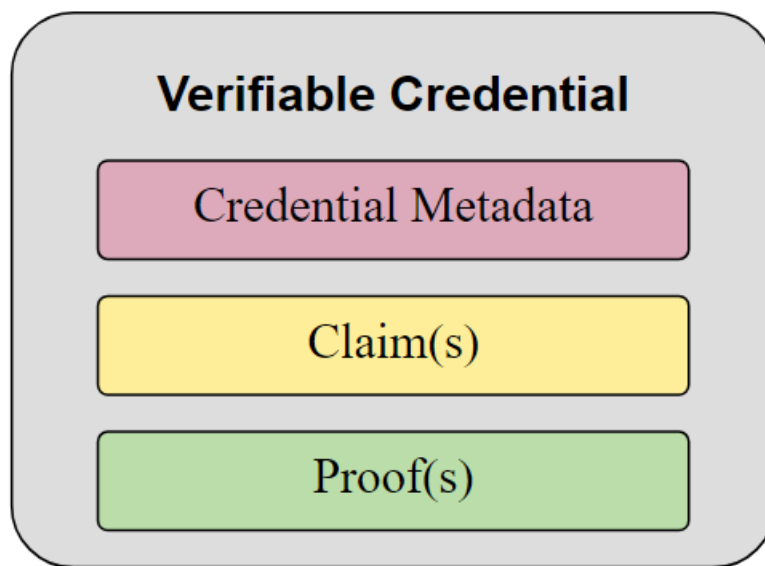 Verifiable Credential
Credential Metadata
Claim(s)
Proof(s)